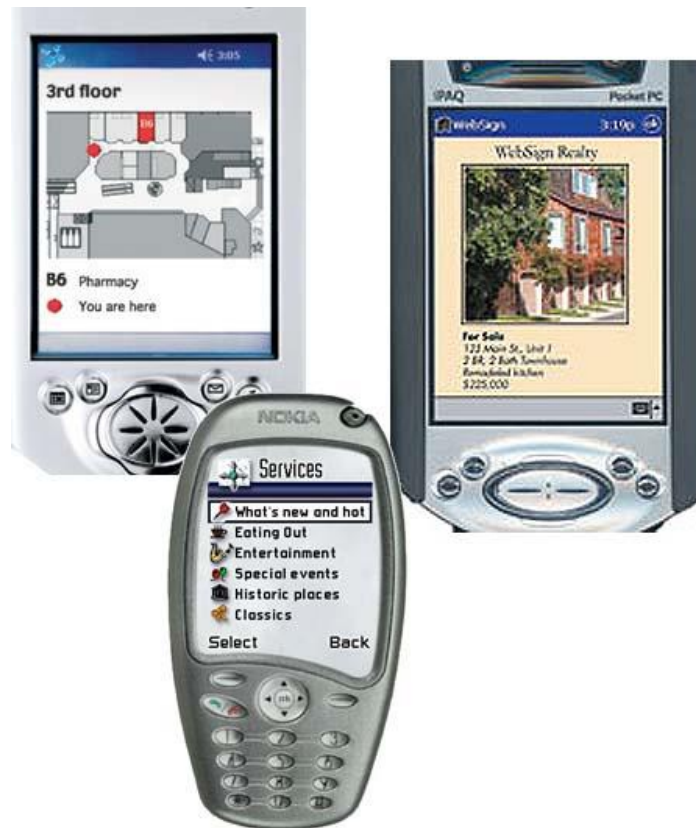 3:05
3rd floor
B6
B6 Pharmacy
You are here
iPAQ Pocket PC
WebSign 3:19p ok
WebSign Realty
For Sale
123 Main St., Unit 1
2 BR, 2 Bath Townhouse
Remodeled kitchen
$225,000
NOKIA
Services
What's new and hot
Eating Out
Entertainment
Special events
Historic places
Classics
Select Back